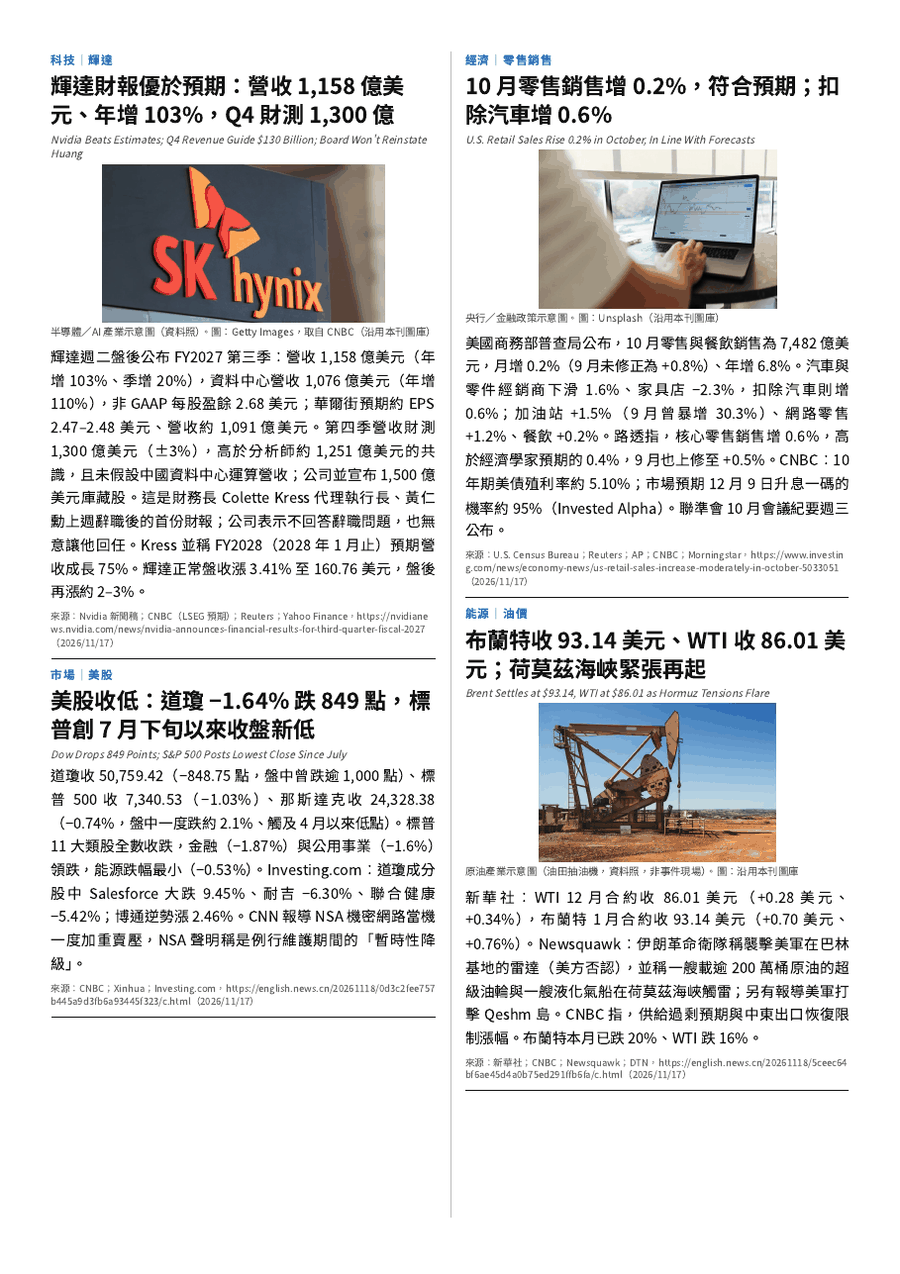 科技｜輝達
輝達財報優於預期：營收 1,158 億美
元、年增 103%，Q4 財測 1,300 億
Nvidia Beats Estimates; Q4 Revenue Guide $130 Billion; Board Won't Reinstate
Huang
SK hynix
半導體／AI 產業示意圖（資料照）。圖：Getty Images，取自 CNBC（沿用本刊圖庫）
輝達週二盤後公布 FY2027 第三季：營收 1,158 億美元（年
增 103%、季增 20%），資料中心營收 1,076 億美元（年增
110%），非 GAAP 每股盈餘 2.68 美元；華爾街預期約 EPS
2.47–2.48 美元、營收約 1,091 億美元。第四季營收財測
1,300 億美元（±3%），高於分析師約 1,251 億美元的共
識，且未假設中國資料中心運算營收；公司並宣布 1,500 億
美元庫藏股。這是財務長 Colette Kress 代理執行長、黃仁
勳上週辭職後的首份財報；公司表示不回答辭職問題，也無
意讓他回任。Kress 並稱 FY2028（2028 年 1 月止）預期營
收成長 75%。輝達正常盤收漲 3.41% 至 160.76 美元，盤後
再漲約 2–3%。
來源：Nvidia 新聞稿；CNBC（LSEG 預期）；Reuters；Yahoo Finance，https://nvidiane
ws.nvidia.com/news/nvidia-announces-financial-results-for-third-quarter-fiscal-2027
（2026/11/17）
市場｜美股
美股收低：道瓊 −1.64% 跌 849 點，標
普創 7 月下旬以來收盤新低
Dow Drops 849 Points; S&P 500 Posts Lowest Close Since July
道瓊收 50,759.42（−848.75 點，盤中曾跌逾 1,000 點）、標
普 500 收 7,340.53（−1.03%）、那斯達克收 24,328.38
（−0.74%，盤中一度跌約 2.1%、觸及 4 月以來低點）。標普
11 大類股全數收跌，金融（−1.87%）與公用事業（−1.6%）
領跌，能源跌幅最小（−0.53%）。Investing.com：道瓊成分
股中 Salesforce 大跌 9.45%、耐吉 −6.30%、聯合健康
−5.42%；博通逆勢漲 2.46%。CNN 報導 NSA 機密網路當機
一度加重賣壓，NSA 聲明稱是例行維護期間的「暫時性降
級」。
來源：CNBC；Xinhua；Investing.com，https://english.news.cn/20261118/0d3c2fee757
b445a9d3fb6a93445f323/c.html（2026/11/17）
經濟｜零售銷售
10 月零售銷售增 0.2%，符合預期；扣
除汽車增 0.6%
U.S. Retail Sales Rise 0.2% in October, In Line With Forecasts
央行／金融政策示意圖。圖：Unsplash（沿用本刊圖庫）
美國商務部普查局公布，10 月零售與餐飲銷售為 7,482 億美
元，月增 0.2%（9 月未修正為 +0.8%）、年增 6.8%。汽車與
零件經銷商下滑 1.6%、家具店 −2.3%，扣除汽車則增
0.6%；加油站 +1.5%（9 月曾暴增 30.3%）、網路零售
+1.2%、餐飲 +0.2%。路透指，核心零售銷售增 0.6%，高
於經濟學家預期的 0.4%，9 月也上修至 +0.5%。CNBC：10
年期美債殖利率約 5.10%；市場預期 12 月 9 日升息一碼的
機率約 95%（Invested Alpha）。聯準會 10 月會議紀要週三
公布。
來源：U.S. Census Bureau；Reuters；AP；CNBC；Morningstar，https://www.investin
g.com/news/economy-news/us-retail-sales-increase-moderately-in-october-5033051
（2026/11/17）
能源｜油價
布蘭特收 93.14 美元、WTI 收 86.01 美
元；荷莫茲海峽緊張再起
Brent Settles at $93.14, WTI at $86.01 as Hormuz Tensions Flare
原油產業示意圖（油田抽油機，資料照，非事件現場）。圖：沿用本刊圖庫
新華社：WTI 12 月合約收 86.01 美元（+0.28 美元、
+0.34%），布蘭特 1 月合約收 93.14 美元（+0.70 美元、
+0.76%）。Newsquawk：伊朗革命衛隊稱襲擊美軍在巴林
基地的雷達（美方否認），並稱一艘載逾 200 萬桶原油的超
級油輪與一艘液化氣船在荷莫茲海峽觸雷；另有報導美軍打
擊 Qeshm 島。CNBC 指，供給過剩預期與中東出口恢復限
制漲幅。布蘭特本月已跌 20%、WTI 跌 16%。
來源：新華社；CNBC；Newsquawk；DTN，https://english.news.cn/20261118/5ceec64
bf6ae45d4a0b75ed291ffb6fa/c.html（2026/11/17）